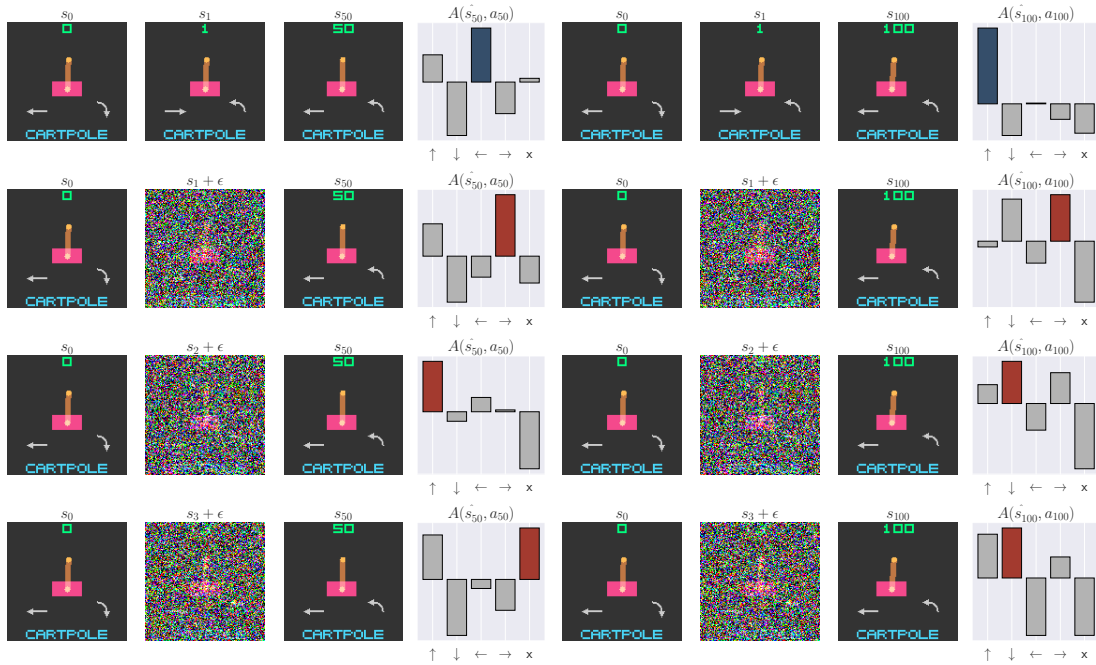 s₀ s₁ s₅₀ A(s₅₀, a₅₀) s₀ s₁ s₁₀₀ A(s₁₀₀, a₁₀₀)
0 1 50 0 1 100
CARTPOLE CARTPOLE CARTPOLE CARTPOLE CARTPOLE CARTPOLE
↑ ↓ ← → x ↑ ↓ ← → x
s₀ s₁ + ϵ s₅₀ A(s₅₀, a₅₀) s₀ s₁ + ϵ s₁₀₀ A(s₁₀₀, a₁₀₀)
0 50 0 100
CARTPOLE CARTPOLE CARTPOLE CARTPOLE
↑ ↓ ← → x ↑ ↓ ← → x
s₀ s₂ + ϵ s₅₀ A(s₅₀, a₅₀) s₀ s₂ + ϵ s₁₀₀ A(s₁₀₀, a₁₀₀)
0 50 0 100
CARTPOLE CARTPOLE CARTPOLE CARTPOLE
↑ ↓ ← → x ↑ ↓ ← → x
s₀ s₃ + ϵ s₅₀ A(s₅₀, a₅₀) s₀ s₃ + ϵ s₁₀₀ A(s₁₀₀, a₁₀₀)
0 50 0 100
CARTPOLE CARTPOLE CARTPOLE CARTPOLE
↑ ↓ ← → x ↑ ↓ ← → x